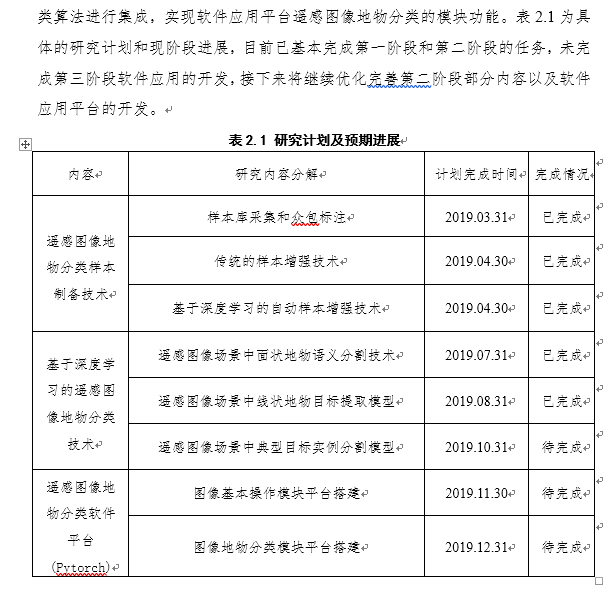 类算法进行集成，实现软件应用平台遥感图像地物分类的模块功能。表 2.1 为具
体的研究计划和现阶段进展，目前已基本完成第一阶段和第二阶段的任务，未完
成第三阶段软件应用的开发，接下来将继续优化完善第二阶段部分内容以及软件
应用平台的开发。
表 2.1 研究计划及预期进展
内容 研究内容分解 计划完成时间 完成情况
遥感图像地
物分类样本
制备技术
样本库采集和众包标注 2019.03.31 已完成
传统的样本增强技术 2019.04.30 已完成
基于深度学习的自动样本增强技术 2019.04.30 已完成
基于深度学
习的遥感图
像地物分类
技术
遥感图像场景中面状地物语义分割技术 2019.07.31 已完成
遥感图像场景中线状地物目标提取模型 2019.08.31 已完成
遥感图像场景中典型目标实例分割模型 2019.10.31 待完成
遥感图像地
物分类软件
平台
(Pytorch)
图像基本操作模块平台搭建 2019.11.30 待完成
图像地物分类模块平台搭建 2019.12.31 待完成